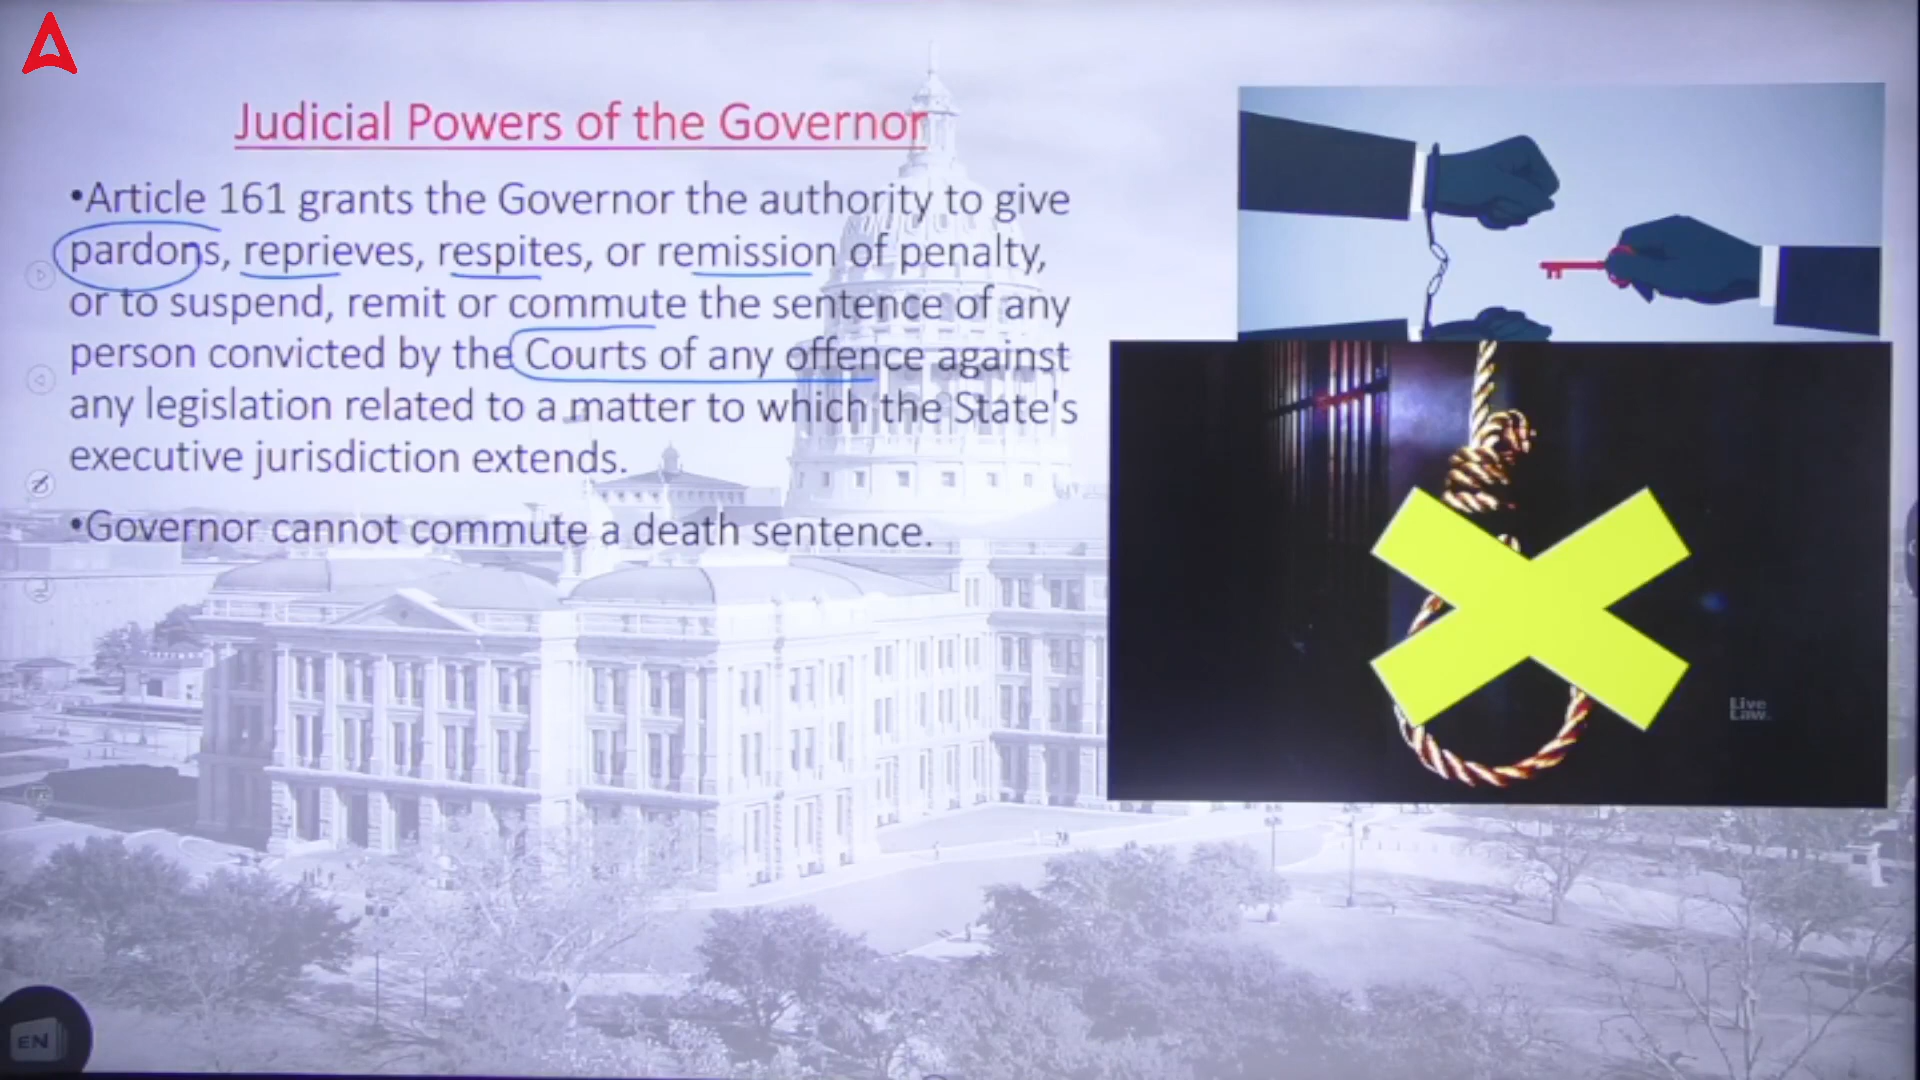 Judicial Powers of the Governor
•Article 161 grants the Governor the authority to give
pardons, reprieves, respites, or remission of penalty,
or to suspend, remit or commute the sentence of any
person convicted by the Courts of any offence against
any legislation related to a matter to which the State's
executive jurisdiction extends.
•Governor cannot commute a death sentence.
Live
Law.
EN